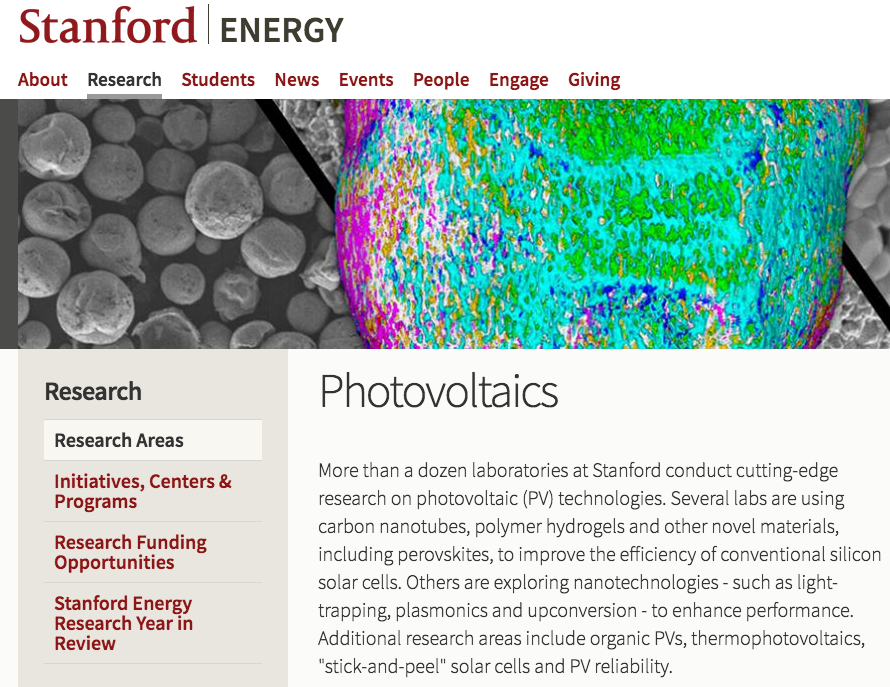 Stanford | ENERGY
About Research Students News Events People Engage Giving
Research
Research Areas
Initiatives, Centers &
Programs
Research Funding
Opportunities
Stanford Energy
Research Year in
Review
Photovoltaics
More than a dozen laboratories at Stanford conduct cutting-edge
research on photovoltaic (PV) technologies. Several labs are using
carbon nanotubes, polymer hydrogels and other novel materials,
including perovskites, to improve the efficiency of conventional silicon
solar cells. Others are exploring nanotechnologies - such as light-
trapping, plasmonics and upconversion - to enhance performance.
Additional research areas include organic PVs, thermophotovoltaics,
"stick-and-peel" solar cells and PV reliability.